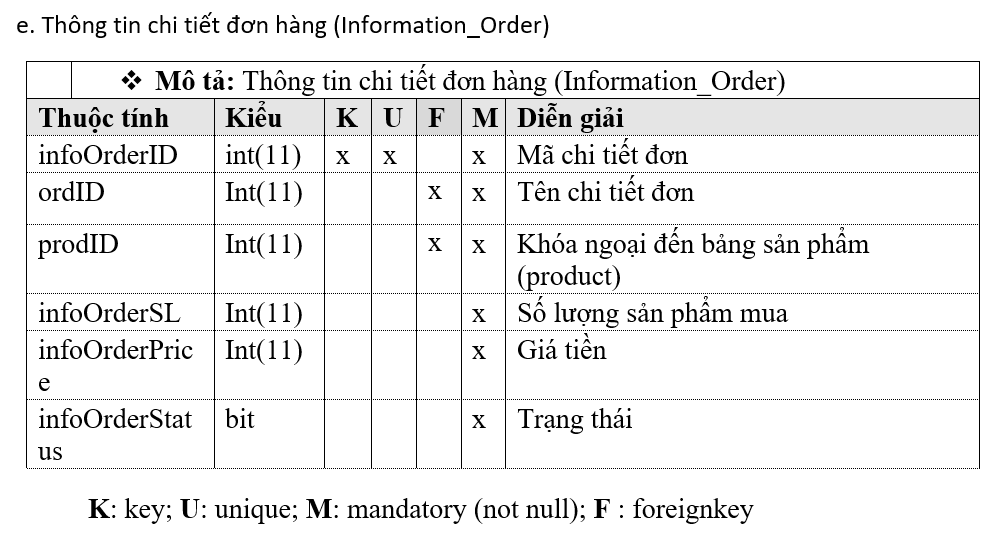 e. Thông tin chi tiết đơn hàng (Information_Order)
❖ Mô tả: Thông tin chi tiết đơn hàng (Information_Order)
Thuộc tính Kiểu K U F M Diễn giải
infoOrderID int(11) x x x Mã chi tiết đơn
ordID Int(11) x x Tên chi tiết đơn
prodID Int(11) x x Khóa ngoại đến bảng sản phẩm
(product)
infoOrderSL Int(11) x Số lượng sản phẩm mua
infoOrderPric Int(11) x Giá tiền
e
infoOrderStat bit x Trạng thái
us
K: key; U: unique; M: mandatory (not null); F : foreignkey